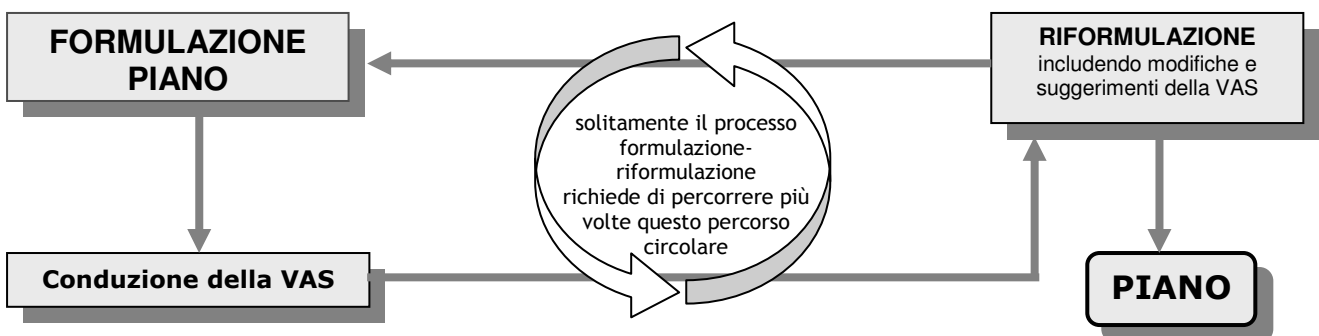 FORMULAZIONE
PIANO
RIFORMULAZIONE
includendo modifiche e
suggerimenti della VAS
solitamente il processo
formulazione-
riformulazione
richiede di percorrere più
volte questo percorso
circolare
Conduzione della VAS
PIANO